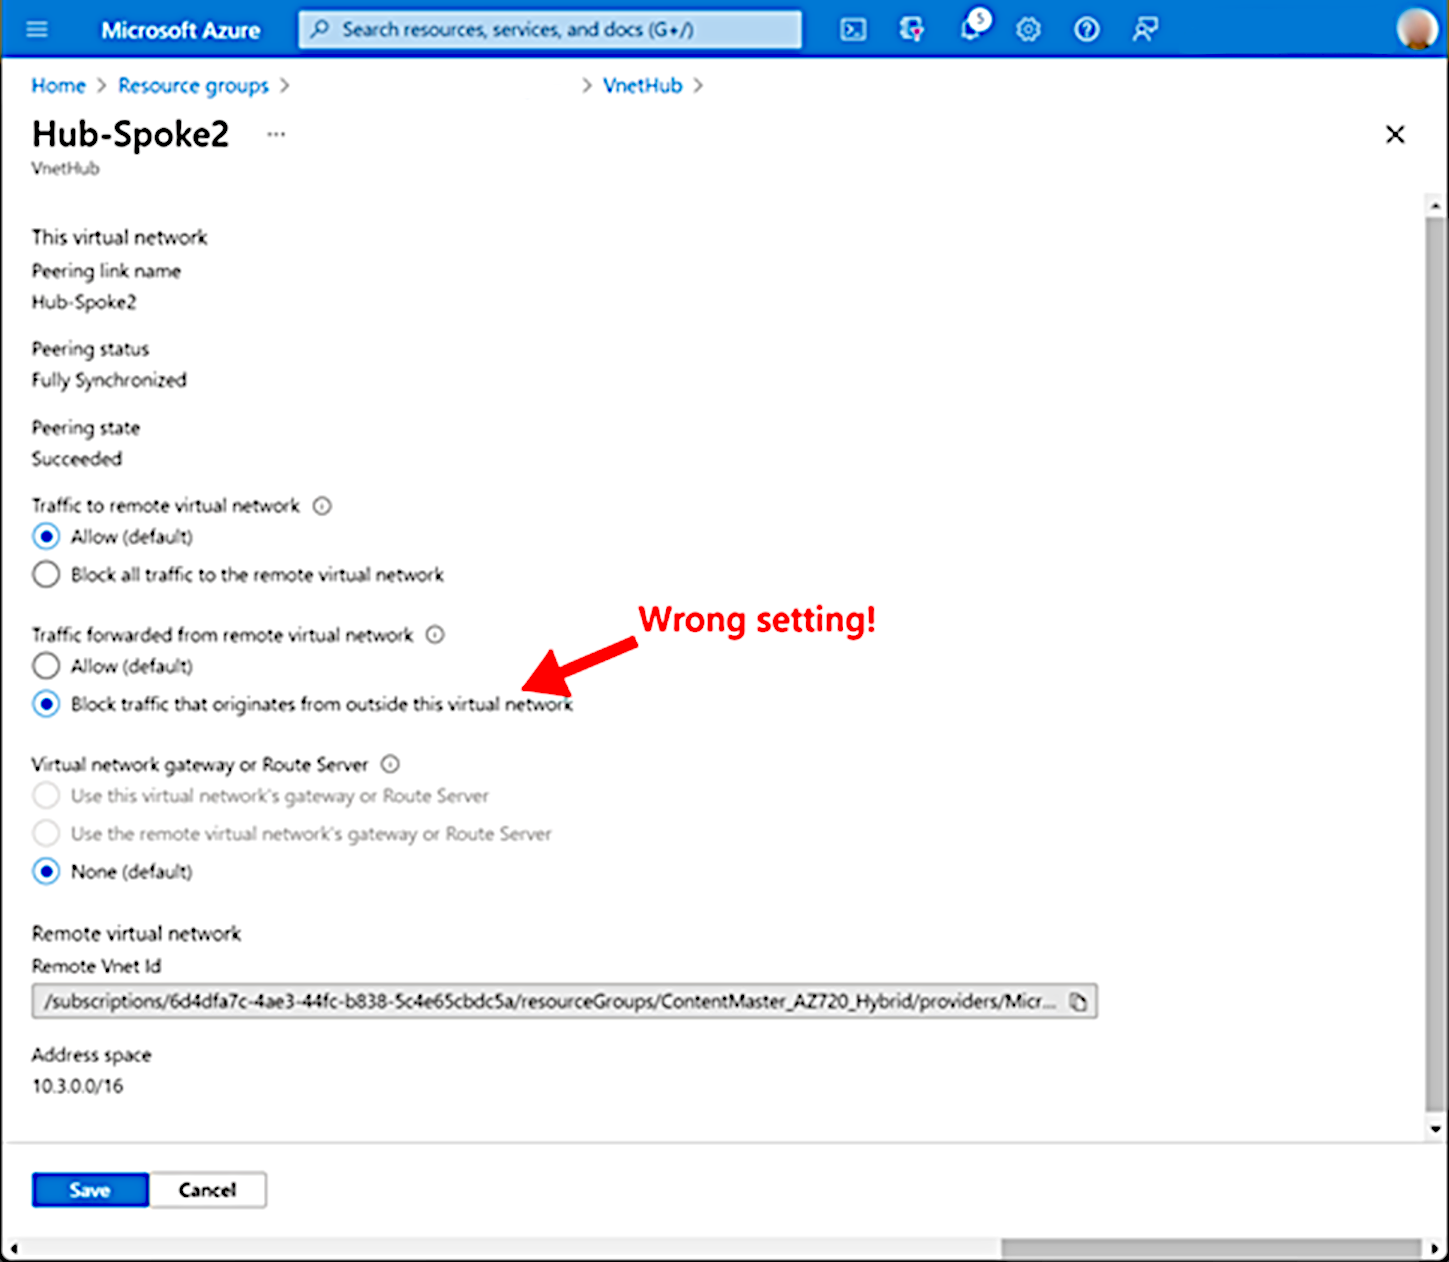 Microsoft Azure
Search resources, services, and docs (G+/)
5
Home > Resource groups > > VnetHub >
Hub-Spoke2 ...
VnetHub
This virtual network
Peering link name
Hub-Spoke2
Peering status
Fully Synchronized
Peering state
Succeeded
Traffic to remote virtual network
Allow (default)
Block all traffic to the remote virtual network
Wrong setting!
Traffic forwarded from remote virtual network
Allow (default)
Block traffic that originates from outside this virtual network
Virtual network gateway or Route Server
Use this virtual network's gateway or Route Server
Use the remote virtual network's gateway or Route Server
None (default)
Remote virtual network
Remote Vnet Id
/subscriptions/6d4dfa7c-4ae3-44fc-b838-5c4e65cbdc5a/resourceGroups/ContentMaster_AZ720_Hybrid/providers/Micr...
Address space
10.3.0.0/16
Save Cancel